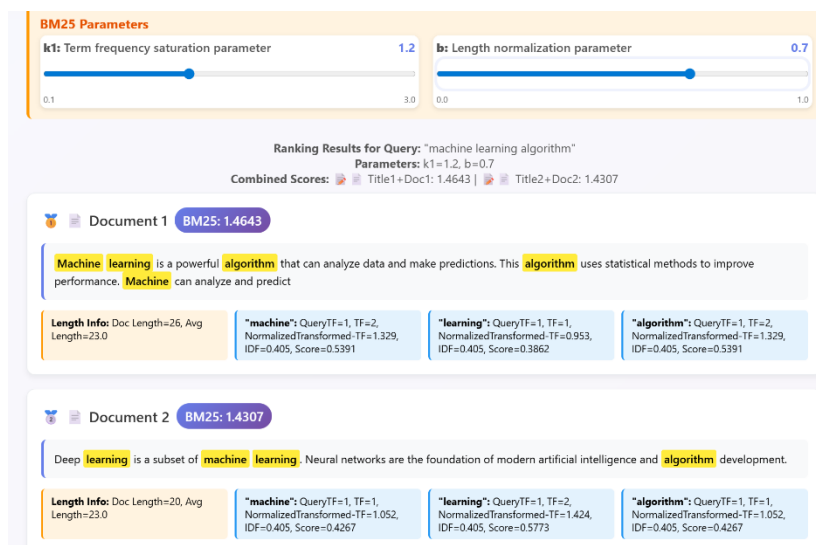 BM25 Parameters
k1: Term frequency saturation parameter 1.2
0.1 3.0
b: Length normalization parameter 0.7
0.0 1.0
Ranking Results for Query: "machine learning algorithm"
Parameters: k1=1.2, b=0.7
Combined Scores: 📝 📄 Title1+Doc1: 1.4643 | 📝 📄 Title2+Doc2: 1.4307
🥇 📄 Document 1 BM25: 1.4643
Machine learning is a powerful algorithm that can analyze data and make predictions. This algorithm uses statistical methods to improve
performance. Machine can analyze and predict
Length Info: Doc Length=26, Avg
Length=23.0
"machine": QueryTF=1, TF=2,
NormalizedTransformed-TF=1.329,
IDF=0.405, Score=0.5391
"learning": QueryTF=1, TF=1,
NormalizedTransformed-TF=0.953,
IDF=0.405, Score=0.3862
"algorithm": QueryTF=1, TF=2,
NormalizedTransformed-TF=1.329,
IDF=0.405, Score=0.5391
🥈 📄 Document 2 BM25: 1.4307
Deep learning is a subset of machine learning. Neural networks are the foundation of modern artificial intelligence and algorithm development.
Length Info: Doc Length=20, Avg
Length=23.0
"machine": QueryTF=1, TF=1,
NormalizedTransformed-TF=1.052,
IDF=0.405, Score=0.4267
"learning": QueryTF=1, TF=2,
NormalizedTransformed-TF=1.424,
IDF=0.405, Score=0.5773
"algorithm": QueryTF=1, TF=1,
NormalizedTransformed-TF=1.052,
IDF=0.405, Score=0.4267